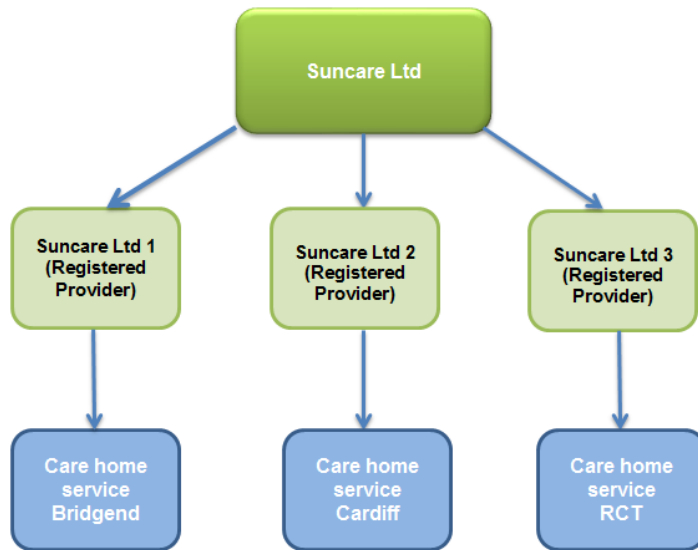 Suncare Ltd
Suncare Ltd 1
(Registered
Provider)
Suncare Ltd 2
(Registered
Provider)
Suncare Ltd 3
(Registered
Provider)
Care home
service
Bridgend
Care home
service
Cardiff
Care home
service
RCT